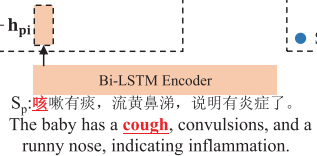 h_pi
S
Bi-LSTM Encoder
S_p:咳嗽有痰，流黄鼻涕，说明有炎症了。
The baby has a cough, convulsions, and a
runny nose, indicating inflammation.